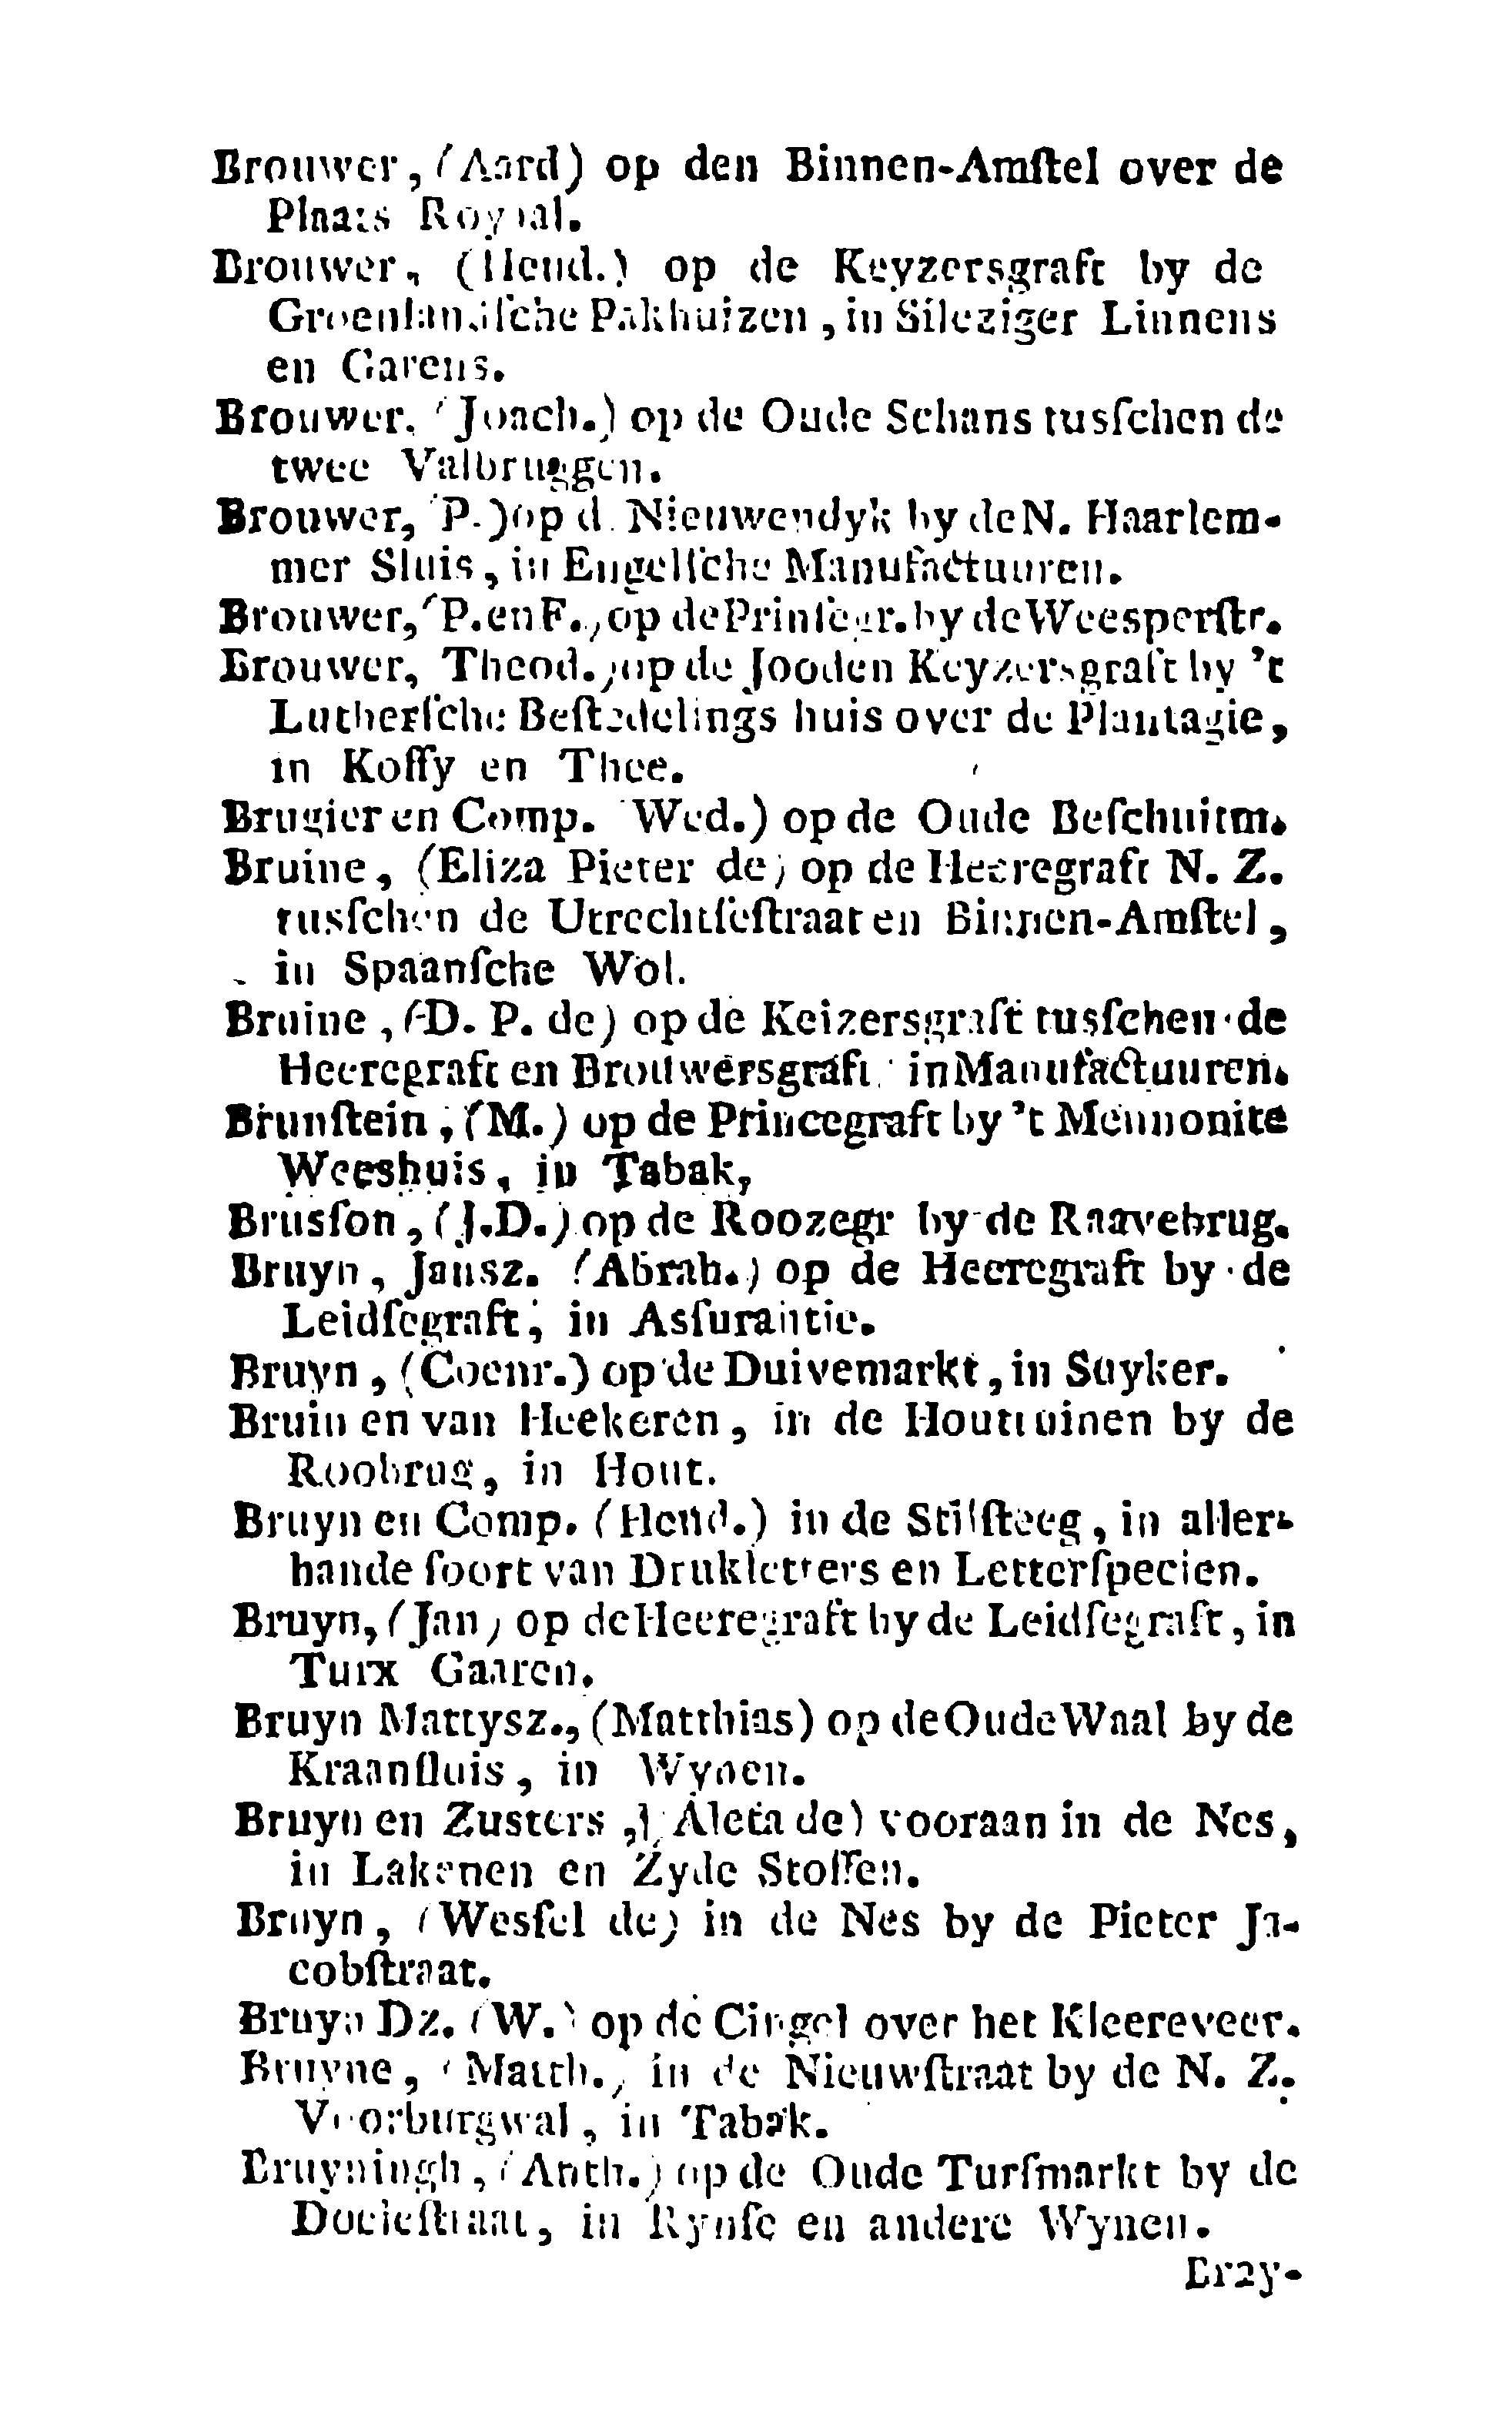 Brouwer, (Aard) op den Binnen-Amſtel over de
Plaats Royaal.
Brouwer, (Hend.) op de Keyzersgraft by de
Groenlandſche Pakhuizen, in Sileziger Linnens
en Garens.
Brouwer, (Joach.) op de Oude Schans tusſchen de
twee Valbruggen.
Brouwer, (P.) op d. Nieuwendyk by de N. Haarlem-
mer Sluis, in Engelſche Manufactuuren.
Brouwer, (P. en F.) op de Prinſegr. by de Weesperſtr.
Brouwer, Theod.) op de Jooden Keyzersgraft by 't
Lutherſche Beſtedelings huis over de Plantagie,
in Koffy en Thee.
Brugier en Comp. (Wed.) op de Oude Beſchuitm.
Bruine, (Eliza Pieter de) op de Heeregraft N. Z.
tusſchen de Utrechtſeſtraat en Binnen-Amſtel,
in Spaanſche Wol.
Bruine, (D. P. de) op de Keizersgraft tusſchen de
Heeregraft en Brouwersgraft, in Manufactuuren.
Brunſtein, (M.) op de Princegraft by 't Mennonite
Weeshuis, in Tabak,
Brusſon, (J.D.) op de Roozegr by de Raavebrug.
Bruyn, Jansz. (Abrah.) op de Heeregraft by de
Leidſegraft, in Asſurantie.
Bruyn, (Coenr.) op de Duivemarkt, in Suyker.
Bruin en van Heekeren, in de Houttuinen by de
Roobrug, in Hout.
Bruyn en Comp. (Hend.) in de Stilſteeg, in aller-
hande ſoort van Drukletters en Letterſpecien.
Bruyn, (Jan) op de Heeregraft by de Leidſegraft, in
Turx Gaaren.
Bruyn Mattysz., (Matthias) op de Oude Waal by de
Kraanſluis, in Wynen.
Bruyn en Zusters, (Aleta de) vooraan in de Nes,
in Lakenen en Zyde Stoffen.
Bruyn, (Wesſel de) in de Nes by de Pieter Ja-
cobſtraat.
Bruyn Dz. (W.) op de Cingel over het Kleereveer.
Bruyne, (Matth.) in de Nieuwſtraat by de N. Z.
Voorburgwal, in Tabak.
Bruyningh, (Anth.) op de Oude Turfmarkt by de
Doeleſtraat, in Rynſe en andere Wynen.
Bruy-